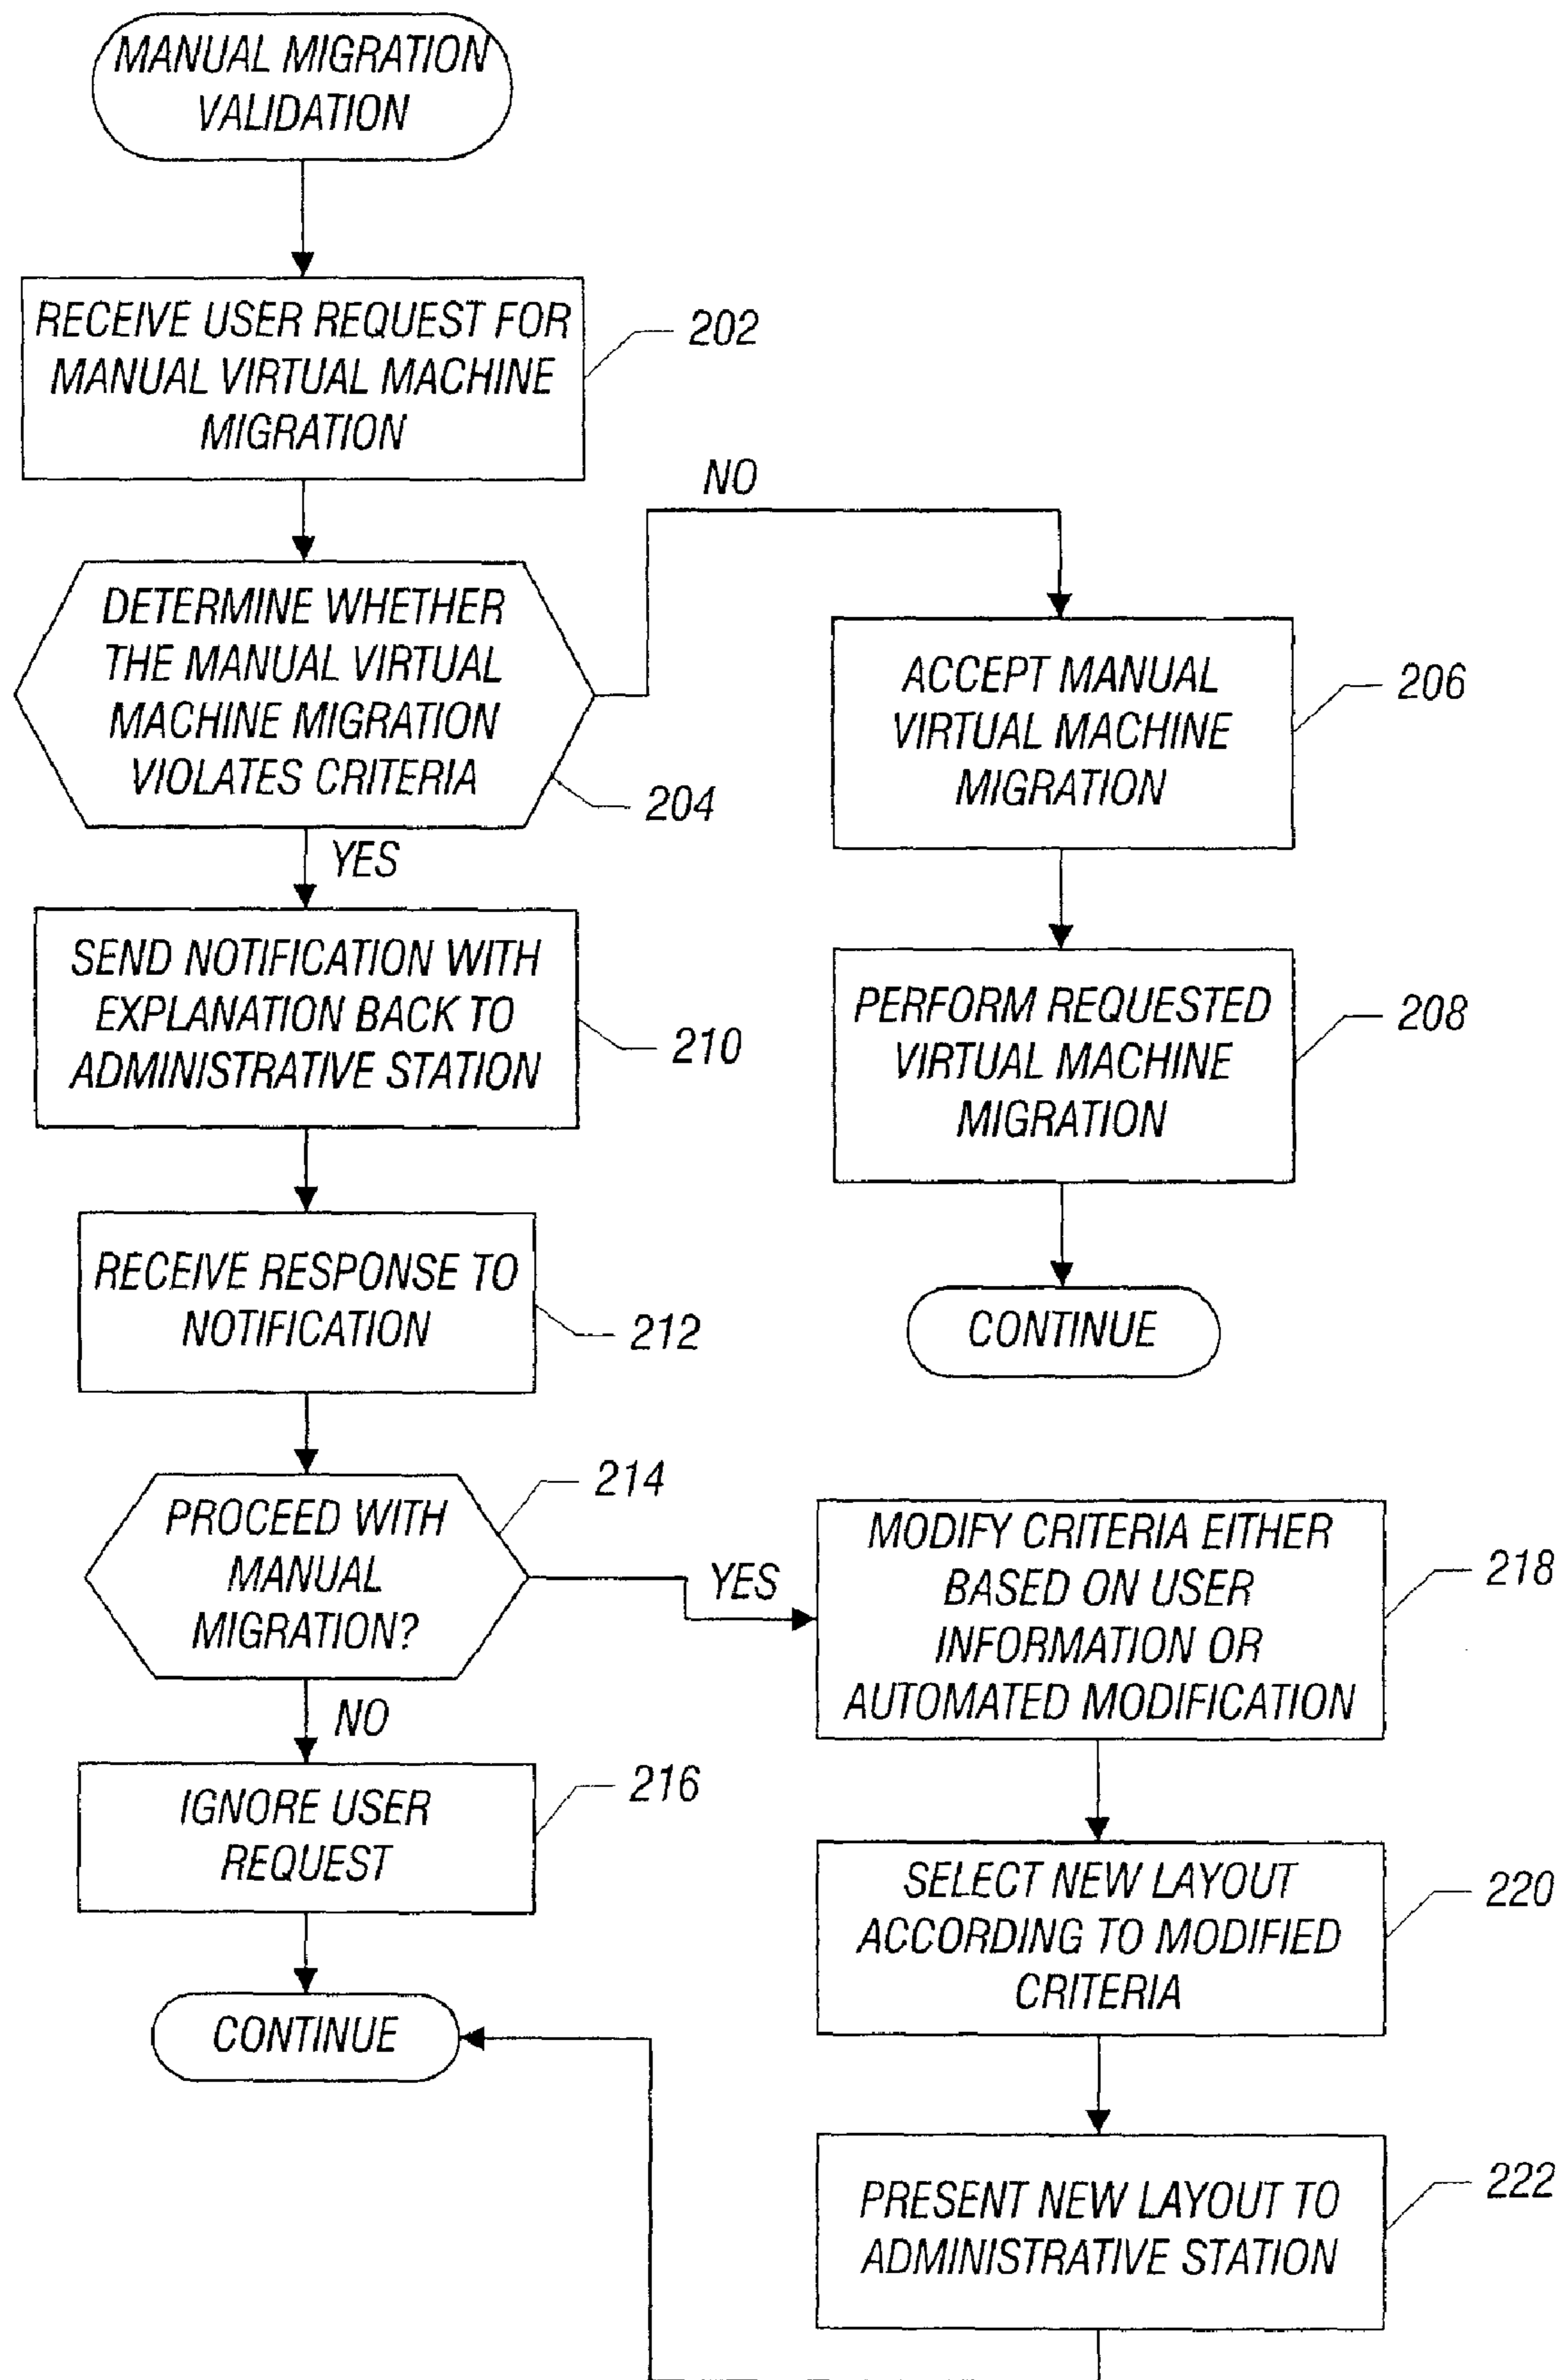 MANUAL MIGRATION
VALIDATION
RECEIVE USER REQUEST FOR
MANUAL VIRTUAL MACHINE
MIGRATION
202
DETERMINE WHETHER
THE MANUAL VIRTUAL
MACHINE MIGRATION
VIOLATES CRITERIA
204
NO
ACCEPT MANUAL
VIRTUAL MACHINE
MIGRATION
206
PERFORM REQUESTED
VIRTUAL MACHINE
MIGRATION
208
CONTINUE
YES
SEND NOTIFICATION WITH
EXPLANATION BACK TO
ADMINISTRATIVE STATION
210
RECEIVE RESPONSE TO
NOTIFICATION
212
PROCEED WITH
MANUAL
MIGRATION?
214
NO
IGNORE USER
REQUEST
216
CONTINUE
YES
MODIFY CRITERIA EITHER
BASED ON USER
INFORMATION OR
AUTOMATED MODIFICATION
218
SELECT NEW LAYOUT
ACCORDING TO MODIFIED
CRITERIA
220
PRESENT NEW LAYOUT TO
ADMINISTRATIVE STATION
222